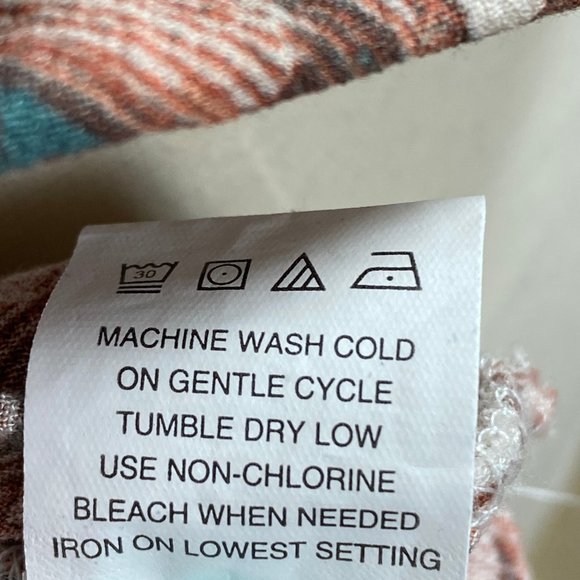 30
MACHINE WASH COLD
ON GENTLE CYCLE
TUMBLE DRY LOW
USE NON-CHLORINE
BLEACH WHEN NEEDED
IRON ON LOWEST SETTING